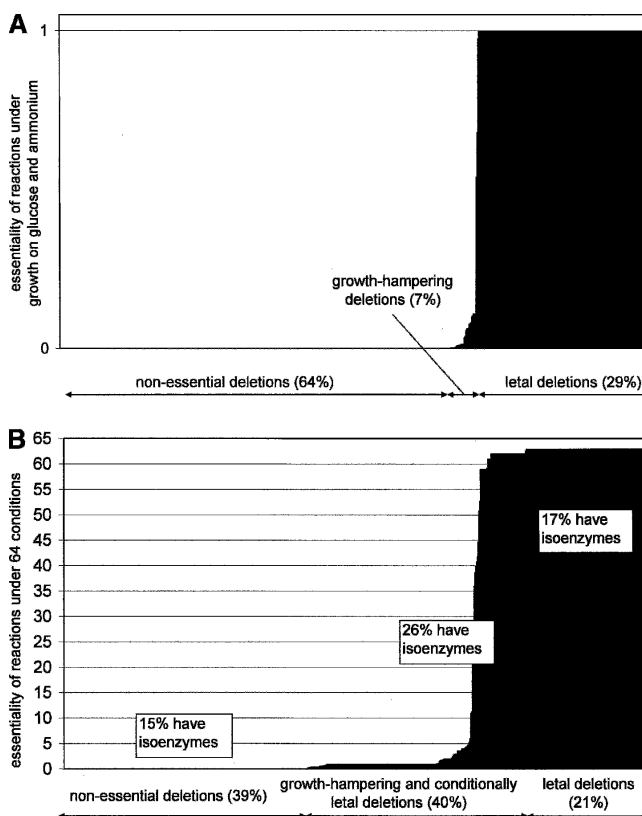 A
essentiality of reactions under
growth on glucose and ammonium
1
0
growth-hampering
deletions (7%)
non-essential deletions (64%)
letal deletions (29%)
B
essentiality of reactions under 64 conditions
65
60
55
50
45
40
35
30
25
20
15
10
5
0
17% have
isoenzymes
26% have
isoenzymes
15% have
isoenzymes
non-essential deletions (39%)
growth-hampering and conditionally
letal deletions (40%)
letal deletions
(21%)